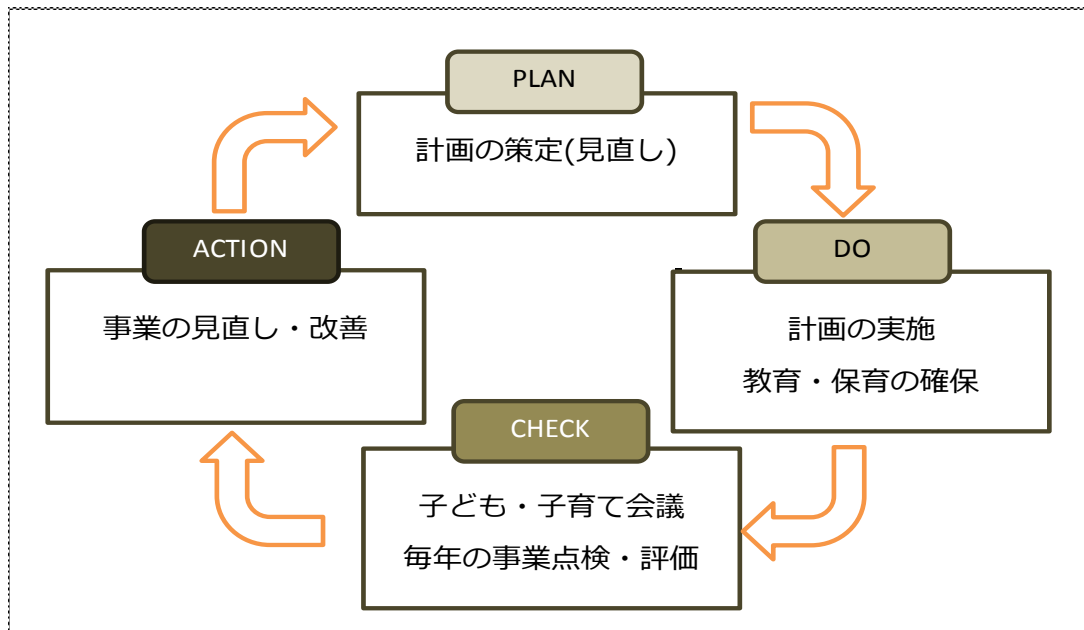 PLAN
計画の策定(見直し)
DO
計画の実施
教育・保育の確保
CHECK
子ども・子育て会議
毎年の事業点検・評価
ACTION
事業の見直し・改善